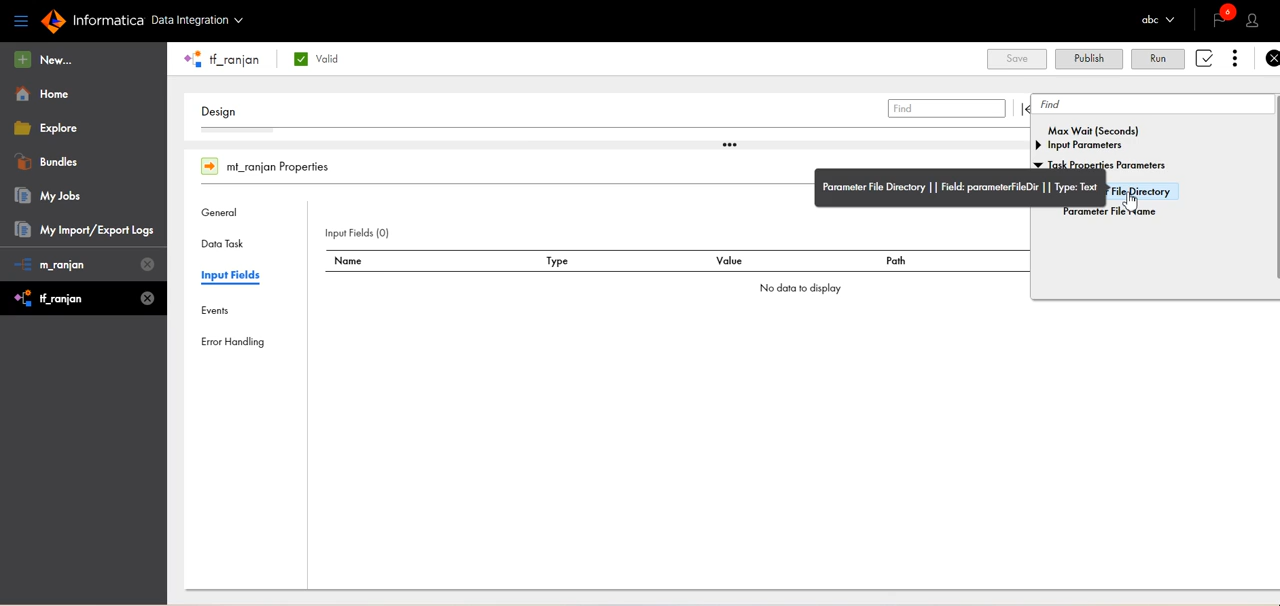 Informatica Data Integration
abc
6
New...
Home
Explore
Bundles
My Jobs
My Import/Export Logs
m_ranjan
tf_ranjan
tf_ranjan
Valid
Save
Publish
Run
Design
Find
Find
Max Wait (Seconds)
Input Parameters
Task Properties Parameters
Parameter File Directory || Field: parameterFileDir || Type: Text
File Directory
Parameter File Name
mt_ranjan Properties
General
Data Task
Input Fields
Events
Error Handling
Input Fields (0)
Name Type Value Path
No data to display